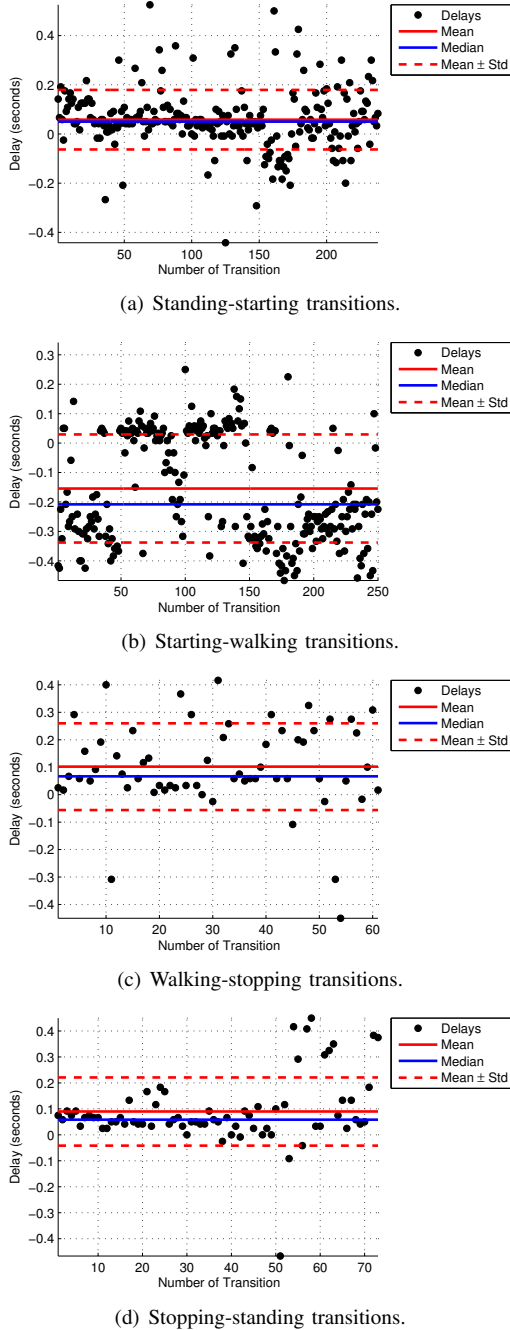 0.4
0.2
0
−0.2
−0.4
Delay (seconds)
50 100 150 200
Number of Transition
Delays
Mean
Median
Mean ± Std
(a) Standing-starting transitions.
0.3
0.2
0.1
0
−0.1
−0.2
−0.3
−0.4
Delay (seconds)
50 100 150 200 250
Number of Transition
Delays
Mean
Median
Mean ± Std
(b) Starting-walking transitions.
0.4
0.3
0.2
0.1
0
−0.1
−0.2
−0.3
−0.4
Delay (seconds)
10 20 30 40 50 60
Number of Transition
Delays
Mean
Median
Mean ± Std
(c) Walking-stopping transitions.
0.4
0.3
0.2
0.1
0
−0.1
−0.2
−0.3
−0.4
Delay (seconds)
10 20 30 40 50 60 70
Number of Transition
Delays
Mean
Median
Mean ± Std
(d) Stopping-standing transitions.